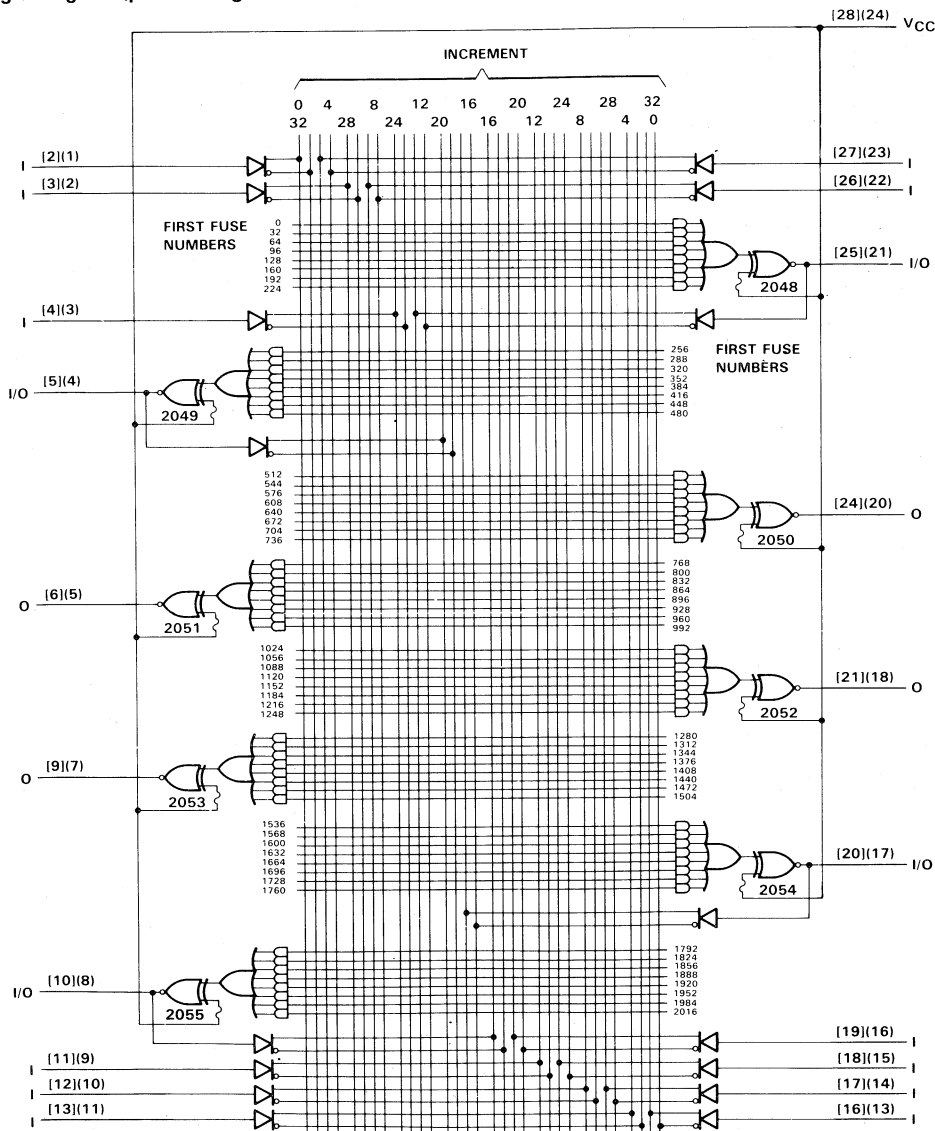 [28](24) VCC
INCREMENT
0 4 8 12 16 20 24 28 32
32 28 24 20 16 12 8 4 0
I [2](1)
[27](23) I
I [3](2)
[26](22) I
FIRST FUSE
NUMBERS
0
32
64
96
128
160
192
224
2048
[25](21) I/O
I [4](3)
FIRST FUSE
NUMBERS
256
288
320
352
384
416
448
480
I/O [5](4)
2049
512
544
576
608
640
672
704
736
2050
[24](20) O
768
800
832
864
896
928
960
992
O [6](5)
2051
1024
1056
1088
1120
1152
1184
1216
1248
2052
[21](18) O
1280
1312
1344
1376
1408
1440
1472
1504
O [9](7)
2053
1536
1568
1600
1632
1664
1696
1728
1760
2054
[20](17) I/O
1792
1824
1856
1888
1920
1952
1984
2016
I/O [10](8)
2055
[19](16) I
I [11](9)
[18](15) I
I [12](10)
[17](14) I
I [13](11)
[16](13) I